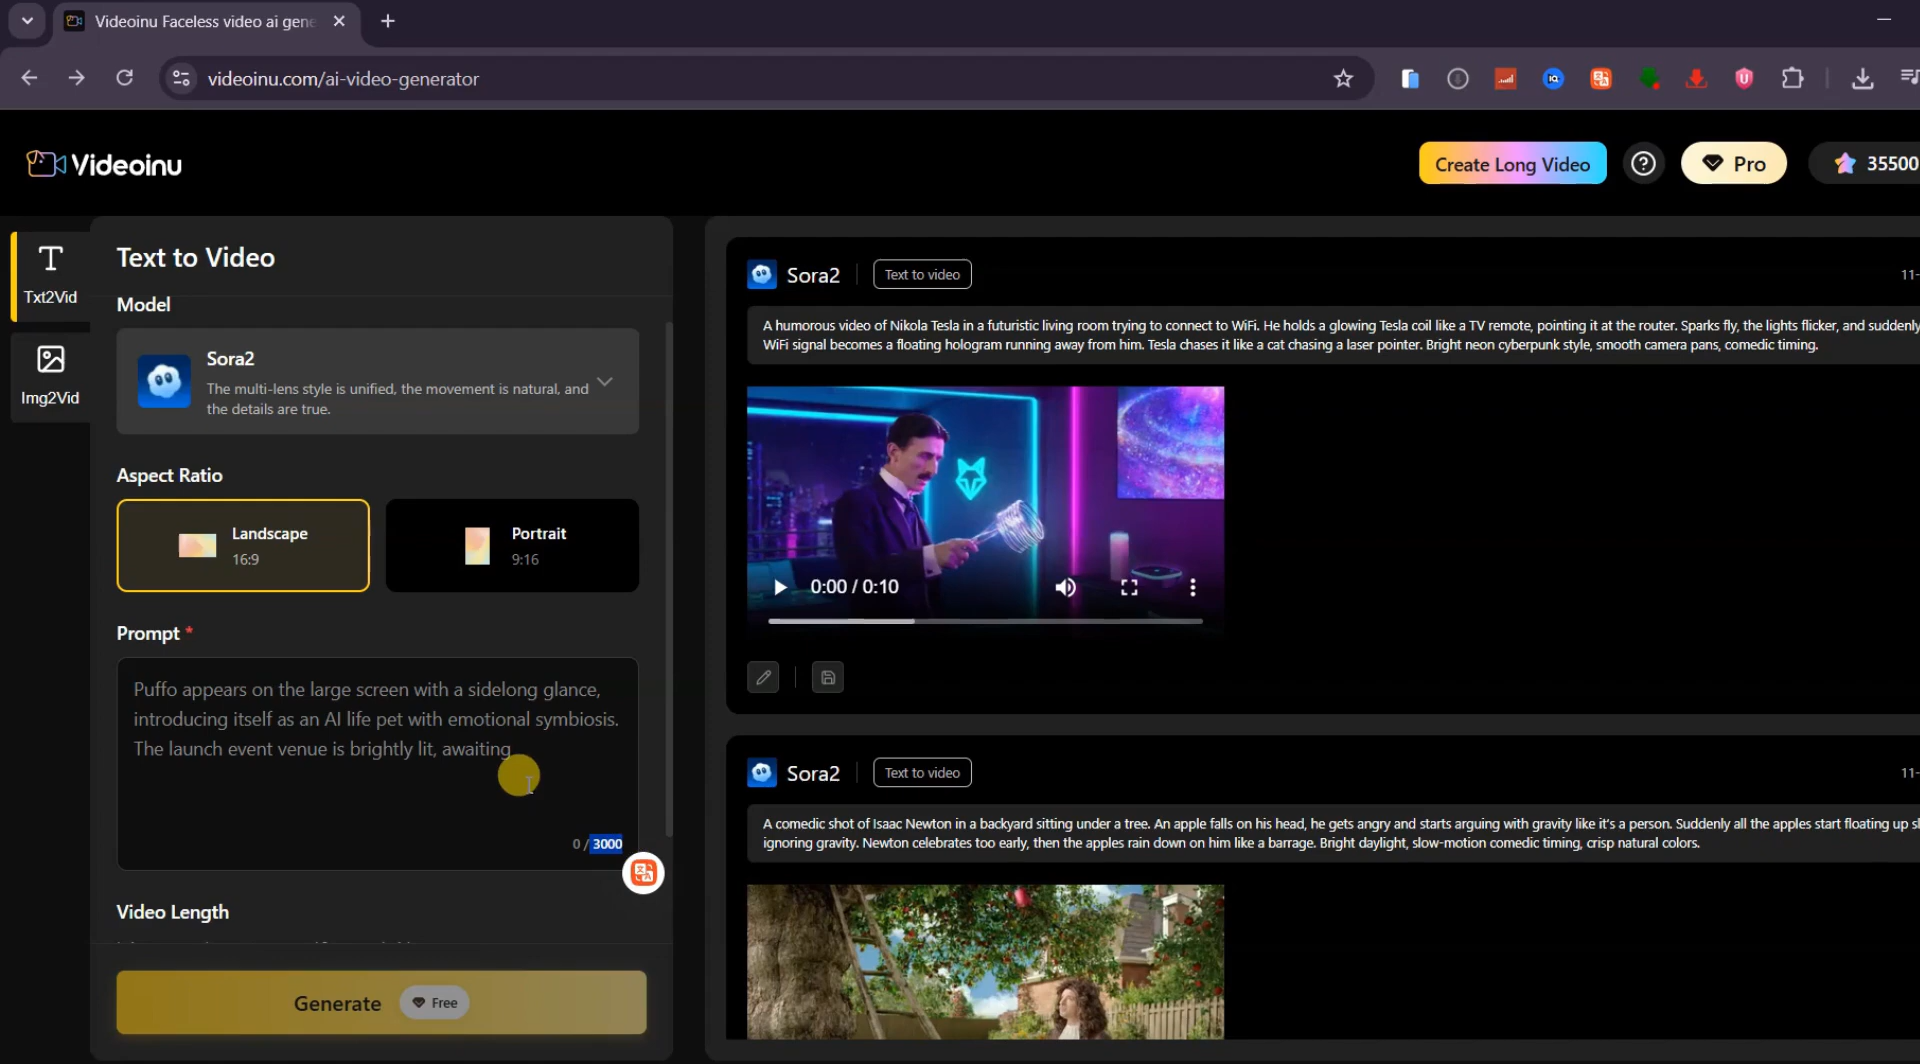 Videoinu Faceless video ai gene
videoinu.com/ai-video-generator
Videoinu
Create Long Video
Pro
35500
Txt2Vid
Img2Vid
Text to Video
Model
Sora2
The multi-lens style is unified, the movement is natural, and
the details are true.
Aspect Ratio
Landscape
16:9
Portrait
9:16
Prompt *
Puffo appears on the large screen with a sidelong glance,
introducing itself as an AI life pet with emotional symbiosis.
The launch event venue is brightly lit, awaiting
0 / 3000
Video Length
Generate
Free
Sora2
Text to video
11-
A humorous video of Nikola Tesla in a futuristic living room trying to connect to WiFi. He holds a glowing Tesla coil like a TV remote, pointing it at the router. Sparks fly, the lights flicker, and suddenly
WiFi signal becomes a floating hologram running away from him. Tesla chases it like a cat chasing a laser pointer. Bright neon cyberpunk style, smooth camera pans, comedic timing.
0:00 / 0:10
Sora2
Text to video
11-
A comedic shot of Isaac Newton in a backyard sitting under a tree. An apple falls on his head, he gets angry and starts arguing with gravity like it's a person. Suddenly all the apples start floating up sl
ignoring gravity. Newton celebrates too early, then the apples rain down on him like a barrage. Bright daylight, slow-motion comedic timing, crisp natural colors.